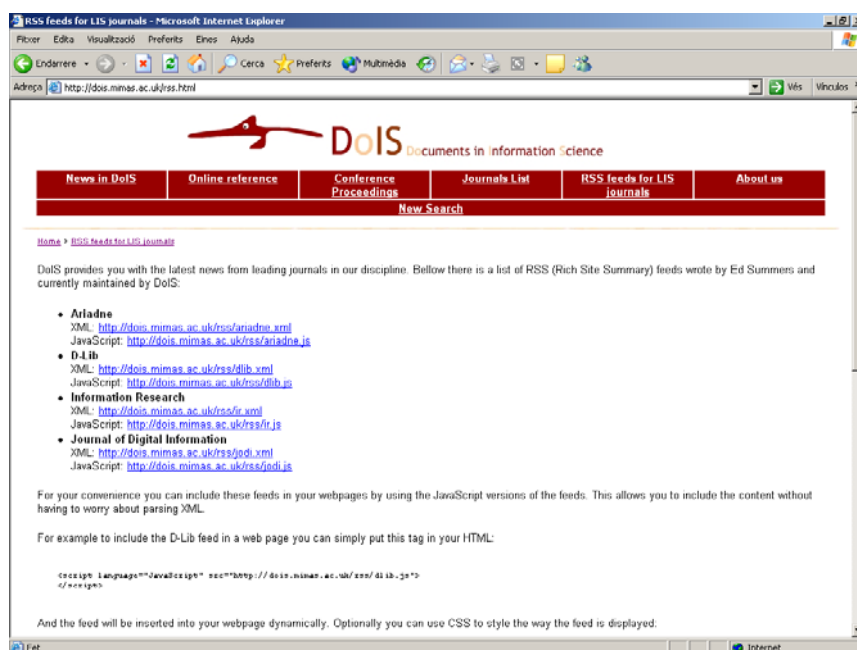 RSS feeds for LIS journals - Microsoft Internet Explorer
Fitxer Edita Visualització Preferits Eines Ajuda
Endarrere Cerca Preferits Multimèdia
Adreça http://dois.mimas.ac.uk/rss.html Vés Vínculos
DoIS Documents in Information Science
News in DoIS Online reference Conference Proceedings Journals List RSS feeds for LIS journals About us
New Search
Home > RSS feeds for LIS journals
DoIS provides you with the latest news from leading journals in our discipline. Bellow there is a list of RSS (Rich Site Summary) feeds wrote by Ed Summers and
currently maintained by DoIS:
• Ariadne
XML: http://dois.mimas.ac.uk/rss/ariadne.xml
JavaScript: http://dois.mimas.ac.uk/rss/ariadne.js
• D-Lib
XML: http://dois.mimas.ac.uk/rss/dlib.xml
JavaScript: http://dois.mimas.ac.uk/rss/dlib.js
• Information Research
XML: http://dois.mimas.ac.uk/rss/ir.xml
JavaScript: http://dois.mimas.ac.uk/rss/ir.js
• Journal of Digital Information
XML: http://dois.mimas.ac.uk/rss/jodi.xml
JavaScript: http://dois.mimas.ac.uk/rss/jodi.js
For your convenience you can include these feeds in your webpages by using the JavaScript versions of the feeds. This allows you to include the content without
having to worry about parsing XML.
For example to include the D-Lib feed in a web page you can simply put this tag in your HTML:
<script language="JavaScript" src="http://dois.mimas.ac.uk/rss/dlib.js">
</script>
And the feed will be inserted into your webpage dynamically. Optionally you can use CSS to style the way the feed is displayed:
Fet Internet